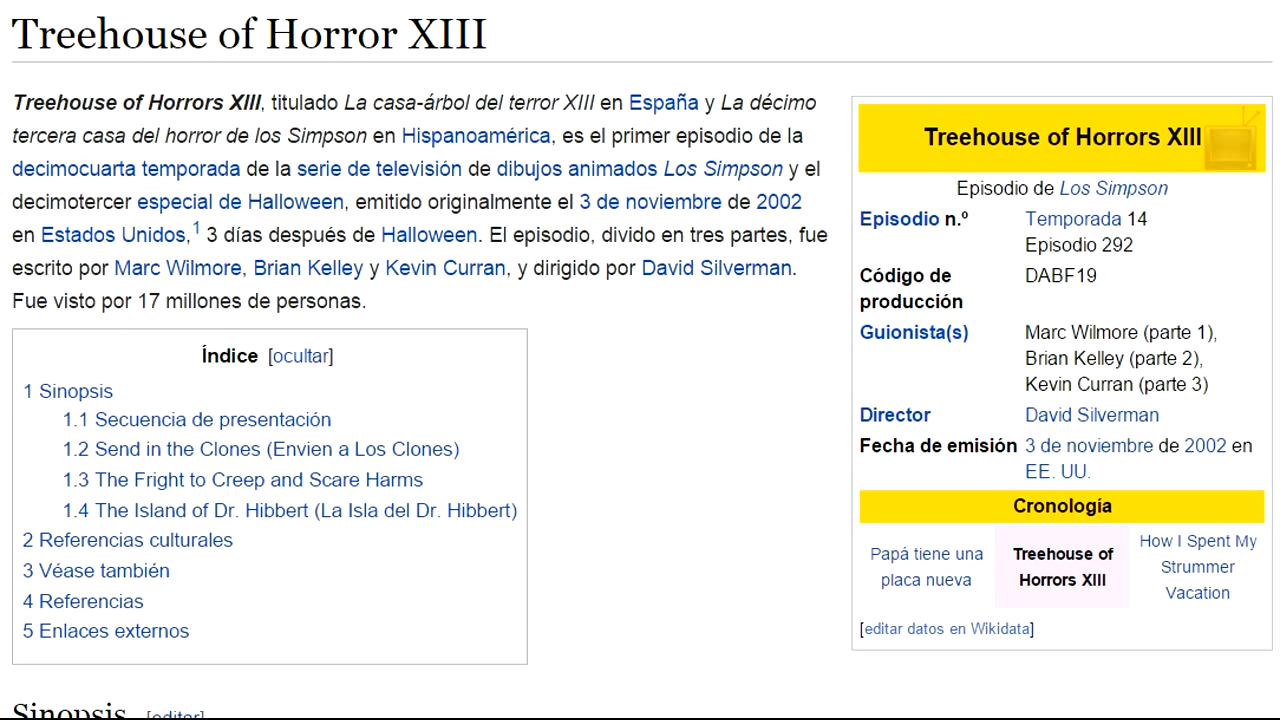 Treehouse of Horror XIII
Treehouse of Horrors XIII, titulado La casa-árbol del terror XIII en España y La décimo
tercera casa del horror de los Simpson en Hispanoamérica, es el primer episodio de la
decimocuarta temporada de la serie de televisión de dibujos animados Los Simpson y el
decimotercer especial de Halloween, emitido originalmente el 3 de noviembre de 2002
en Estados Unidos,1 3 días después de Halloween. El episodio, divido en tres partes, fue
escrito por Marc Wilmore, Brian Kelley y Kevin Curran, y dirigido por David Silverman.
Fue visto por 17 millones de personas.
Índice [ocultar]
1 Sinopsis
1.1 Secuencia de presentación
1.2 Send in the Clones (Envien a Los Clones)
1.3 The Fright to Creep and Scare Harms
1.4 The Island of Dr. Hibbert (La Isla del Dr. Hibbert)
2 Referencias culturales
3 Véase también
4 Referencias
5 Enlaces externos
Treehouse of Horrors XIII
Episodio de Los Simpson
Episodio n.º Temporada 14
Episodio 292
Código de DABF19
producción
Guionista(s) Marc Wilmore (parte 1),
Brian Kelley (parte 2),
Kevin Curran (parte 3)
Director David Silverman
Fecha de emisión 3 de noviembre de 2002 en
EE. UU.
Cronología
Papá tiene una
placa nueva
Treehouse of
Horrors XIII
How I Spent My
Strummer
Vacation
[editar datos en Wikidata]
Sinopsis [editar]